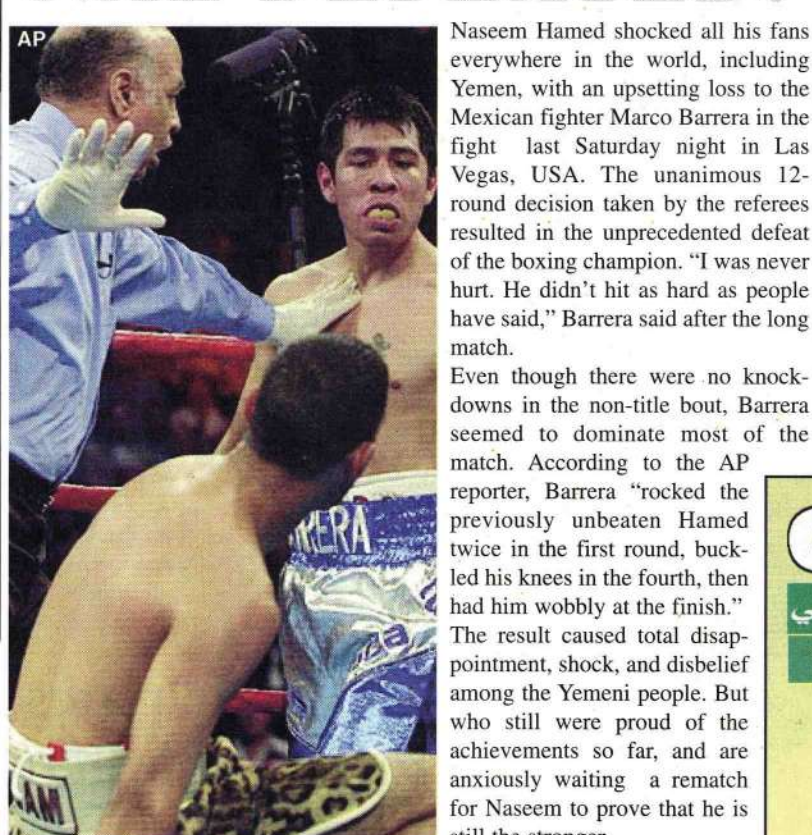 AP
Naseem Hamed shocked all his fans
everywhere in the world, including
Yemen, with an upsetting loss to the
Mexican fighter Marco Barrera in the
fight last Saturday night in Las
Vegas, USA. The unanimous 12-
round decision taken by the referees
resulted in the unprecedented defeat
of the boxing champion. “I was never
hurt. He didn’t hit as hard as people
have said,” Barrera said after the long
match.
Even though there were no knock-
downs in the non-title bout, Barrera
seemed to dominate most of the
match. According to the AP
reporter, Barrera “rocked the
previously unbeaten Hamed
twice in the first round, buck-
led his knees in the fourth, then
had him wobbly at the finish.”
The result caused total disap-
pointment, shock, and disbelief
among the Yemeni people. But
who still were proud of the
achievements so far, and are
anxiously waiting a rematch
for Naseem to prove that he is
still the stronger.